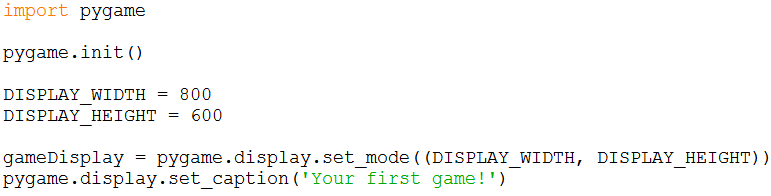 import pygame
pygame.init()
DISPLAY_WIDTH = 800
DISPLAY_HEIGHT = 600
gameDisplay = pygame.display.set_mode((DISPLAY_WIDTH, DISPLAY_HEIGHT))
pygame.display.set_caption('Your first game!')